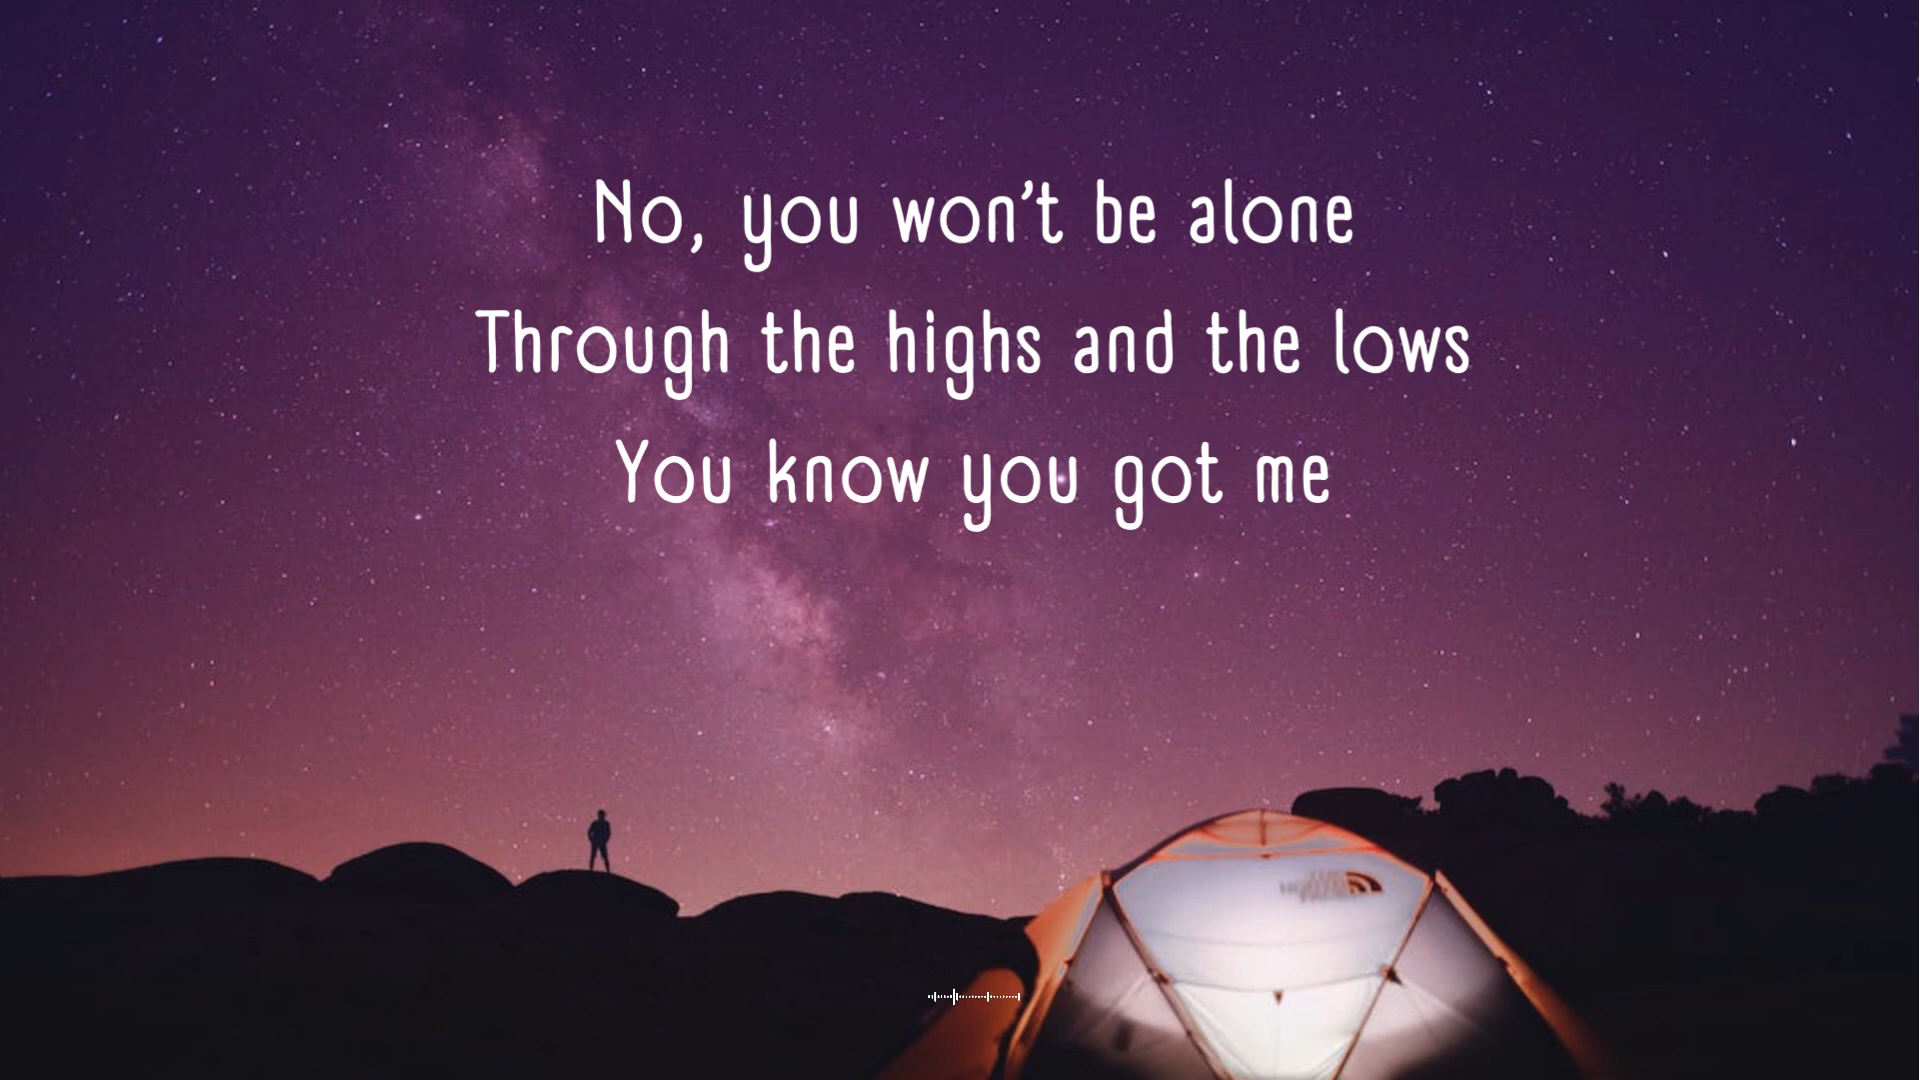 No, you won't be alone
Through the highs and the lows
You know you got me